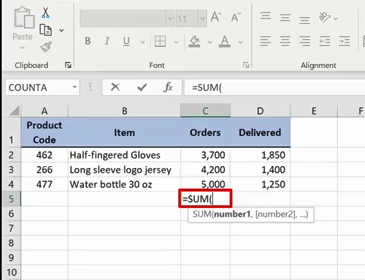 11
A A
Paste
B I U
A
Clipboard
Font
Alignment
COUNTA
fx
=SUM(
A B C D E F
1 Product Code Item Orders Delivered
2 462 Half-fingered Gloves 3,700 1,850
3 266 Long sleeve logo jersey 4,200 1,400
4 477 Water bottle 30 oz 5,000 1,250
5 =SUM(
6 SUM(number1, [number2], ...)
7
8
9
10